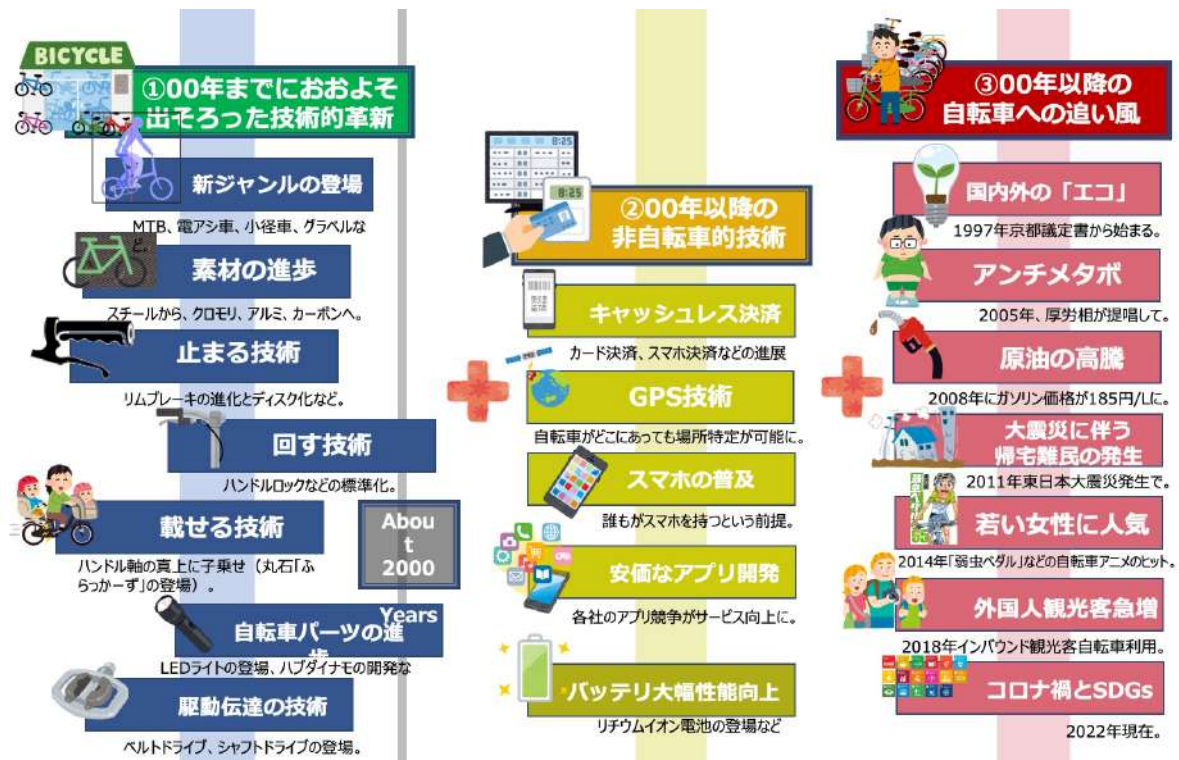 BICYCLE
①00年までにおおよそ
出そろった技術的革新
新ジャンルの登場
MTB、電アシ車、小径車、グラベルな
ど。
素材の進歩
スチールから、クロモリ、アルミ、カーボンへ。
止まる技術
リムブレーキの進化とディスク化など。
回す技術
ハンドルロックなどの標準化。
載せる技術
ハンドル軸の真上に子乗せ（丸石「ふ
らっかーず」の登場）。
自転車パーツの進
歩
LEDライトの登場、ハブダイナモの開発な
駆動伝達の技術
ベルトドライブ、シャフトドライブの登場。
Abou
t
2000
Years
8:25
8:25
②00年以降の
非自転車的技術
キャッシュレス決済
カード決済、スマホ決済などの進展
GPS技術
自転車がどこにあっても場所特定が可能に。
スマホの普及
誰もがスマホを持つという前提。
安価なアプリ開発
各社のアプリ競争がサービス向上に。
バッテリ大幅性能向上
リチウムイオン電池の登場など
③00年以降の
自転車への追い風
国内外の「エコ」
1997年京都議定書から始まる。
アンチメタボ
2005年、厚労相が提唱して。
原油の高騰
2008年にガソリン価格が185円/Lに。
大震災に伴う
帰宅難民の発生
2011年東日本大震災発生で。
弱虫ペダル
55
若い女性に人気
2014年「弱虫ペダル」などの自転車アニメのヒット。
外国人観光客急増
2018年インバウンド観光客自転車利用。
コロナ禍とSDGs
2022年現在。